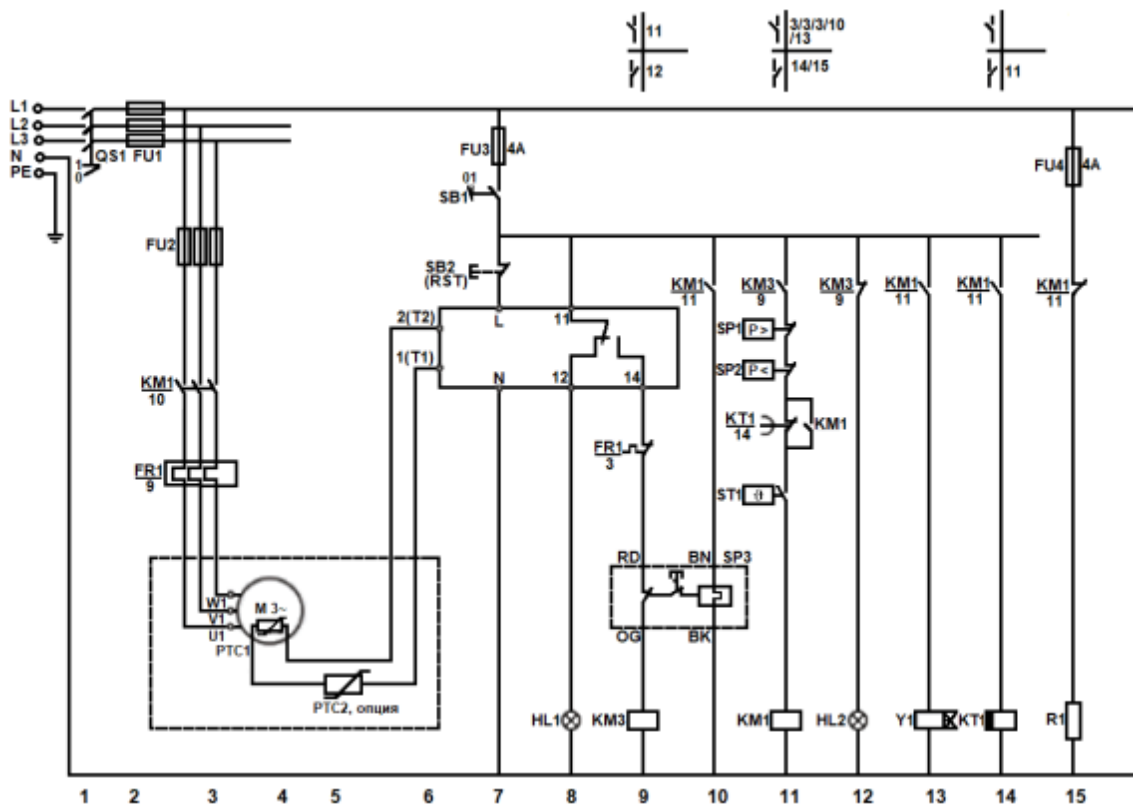 11
12
3/3/3/10
/13
14/15
11
L1
L2
L3
N
PE
1
0
QS1
FU1
FU3
4A
FU4
4A
01
SB1
FU2
SB2
(RST)
KM1
11
KM3
9
KM3
9
KM1
11
KM1
11
KM1
11
2(T2)
L
11
SP1
P >
1(T1)
N
12
14
SP2
P <
KM1
10
KT1
14
KM1
FR1
3
FR1
9
ST1
RD
BN
SP3
W1
V1
U1
M 3~
PTC1
OG
BK
PTC2, опция
HL1
KM3
KM1
HL2
Y1
KT1
R1
1 2 3 4 5 6 7 8 9 10 11 12 13 14 15